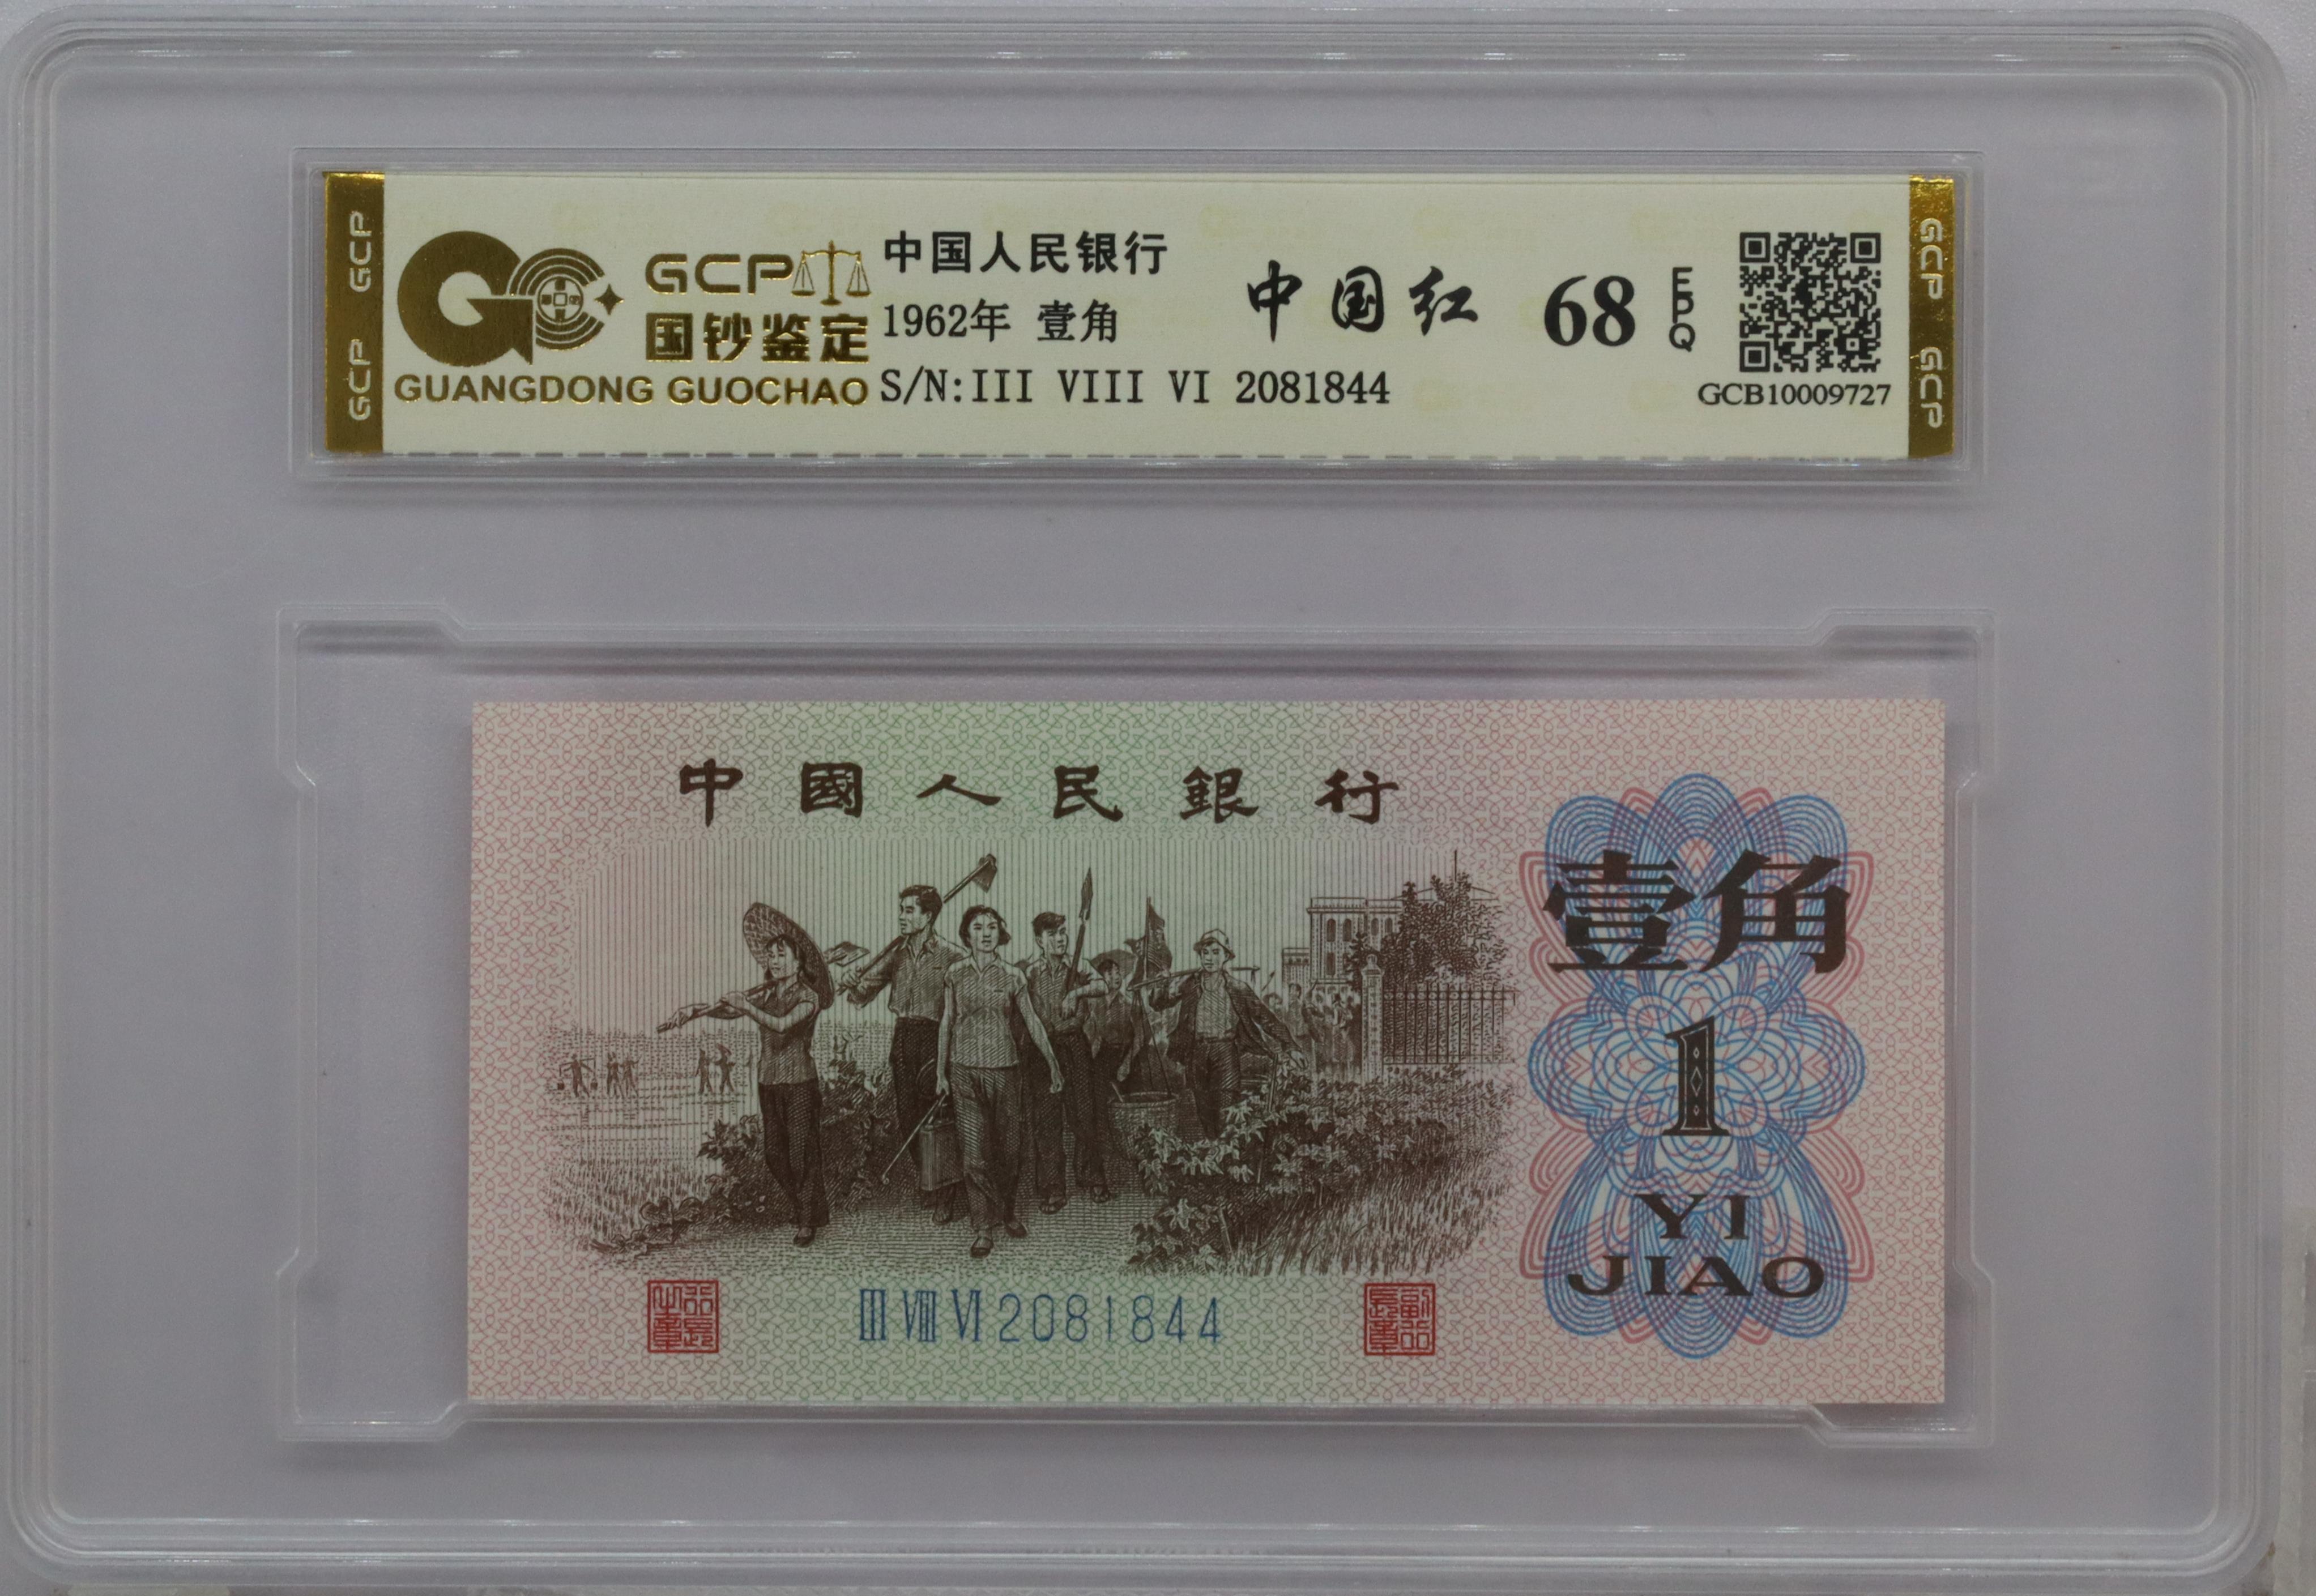 GCP GCP
GCP
国钞鉴定
GUANGDONG GUOCHAO
中国人民银行
1962年 壹角
S/N:III VIII VI 2081844
中国红
68
EPQ
GCB10009727
GCP GCP
中國人民銀行
壹角
1
YI
JIAO
III VIII VI 2081844